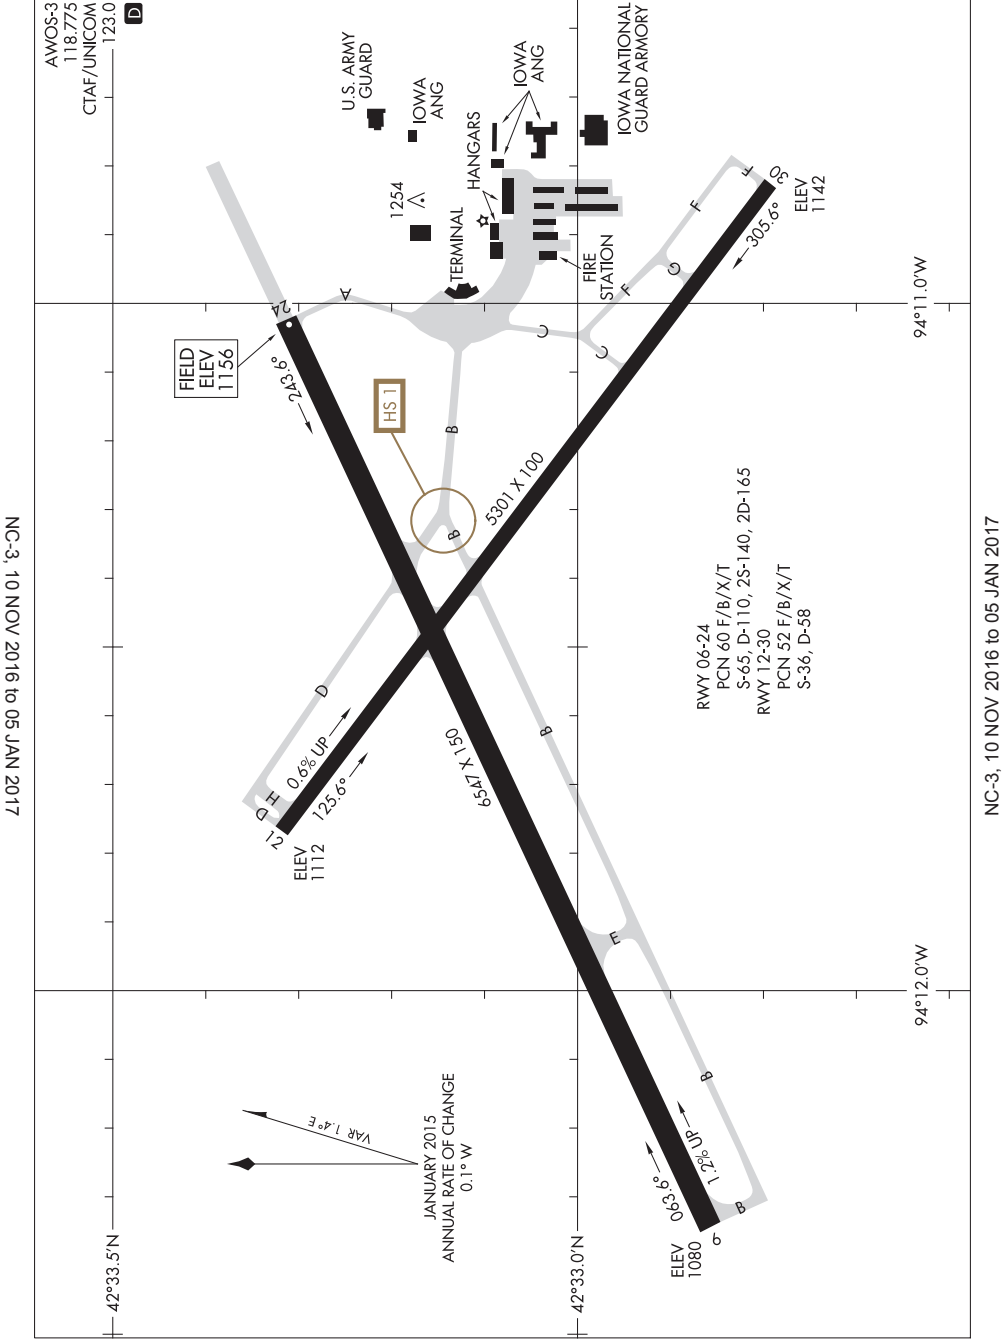 AWOS-3
118.775
CTAF/UNICOM
123.0
D
U.S. ARMY
GUARD
IOWA
ANG
IOWA
ANG
IOWA NATIONAL
GUARD ARMORY
HANGARS
1254
TERMINAL
FIRE
STATION
A
24
FIELD
ELEV
1156
243.6°
HS 1
B
B
C
C
G
F
F
F
30
ELEV
1142
305.6°
94°11.0'W
5301 X 100
D
0.6% UP
125.6°
H
D
12
ELEV
1112
6547 X 150
B
RWY 06-24
PCN 60 F/B/X/T
S-65, D-110, 2S-140, 2D-165
RWY 12-30
PCN 52 F/B/X/T
S-36, D-58
E
94°12.0'W
B
VAR 1.4° E
JANUARY 2015
ANNUAL RATE OF CHANGE
0.1° W
063.6°
1.2% UP
B
6
ELEV
1080
42°33.5'N
42°33.0'N
NC-3, 10 NOV 2016 to 05 JAN 2017
NC-3, 10 NOV 2016 to 05 JAN 2017